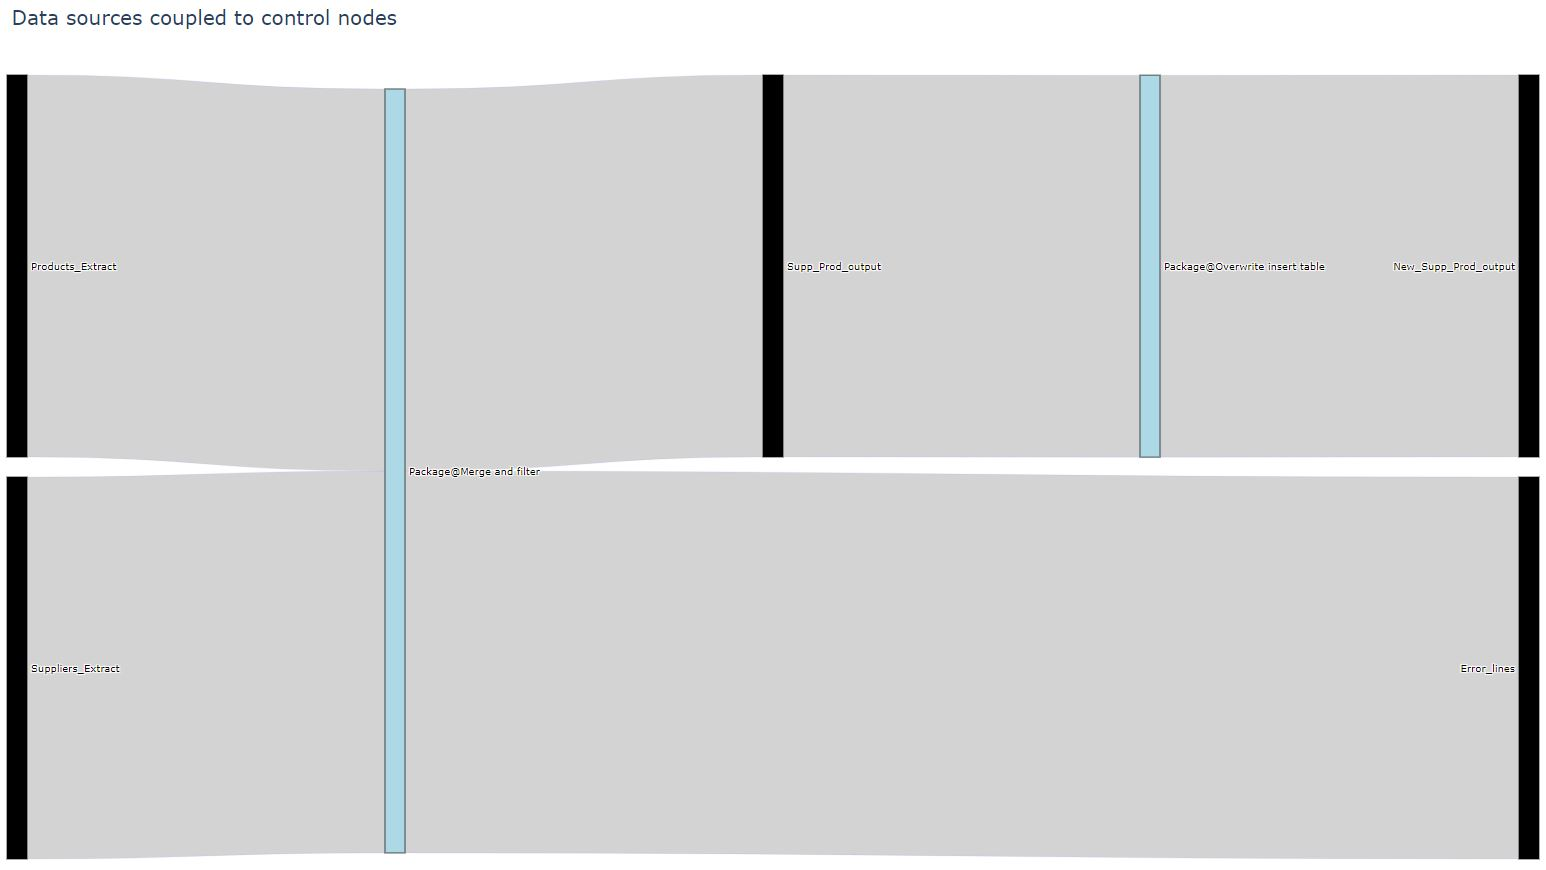 Data sources coupled to control nodes
Products_Extract
Supp_Prod_output
Package@Overwrite insert table
New_Supp_Prod_output
Package@Merge and filter
Suppliers_Extract
Error_lines